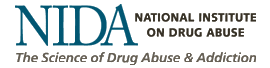 NIDA NATIONAL INSTITUTE
ON DRUG ABUSE
The Science of Drug Abuse & Addiction